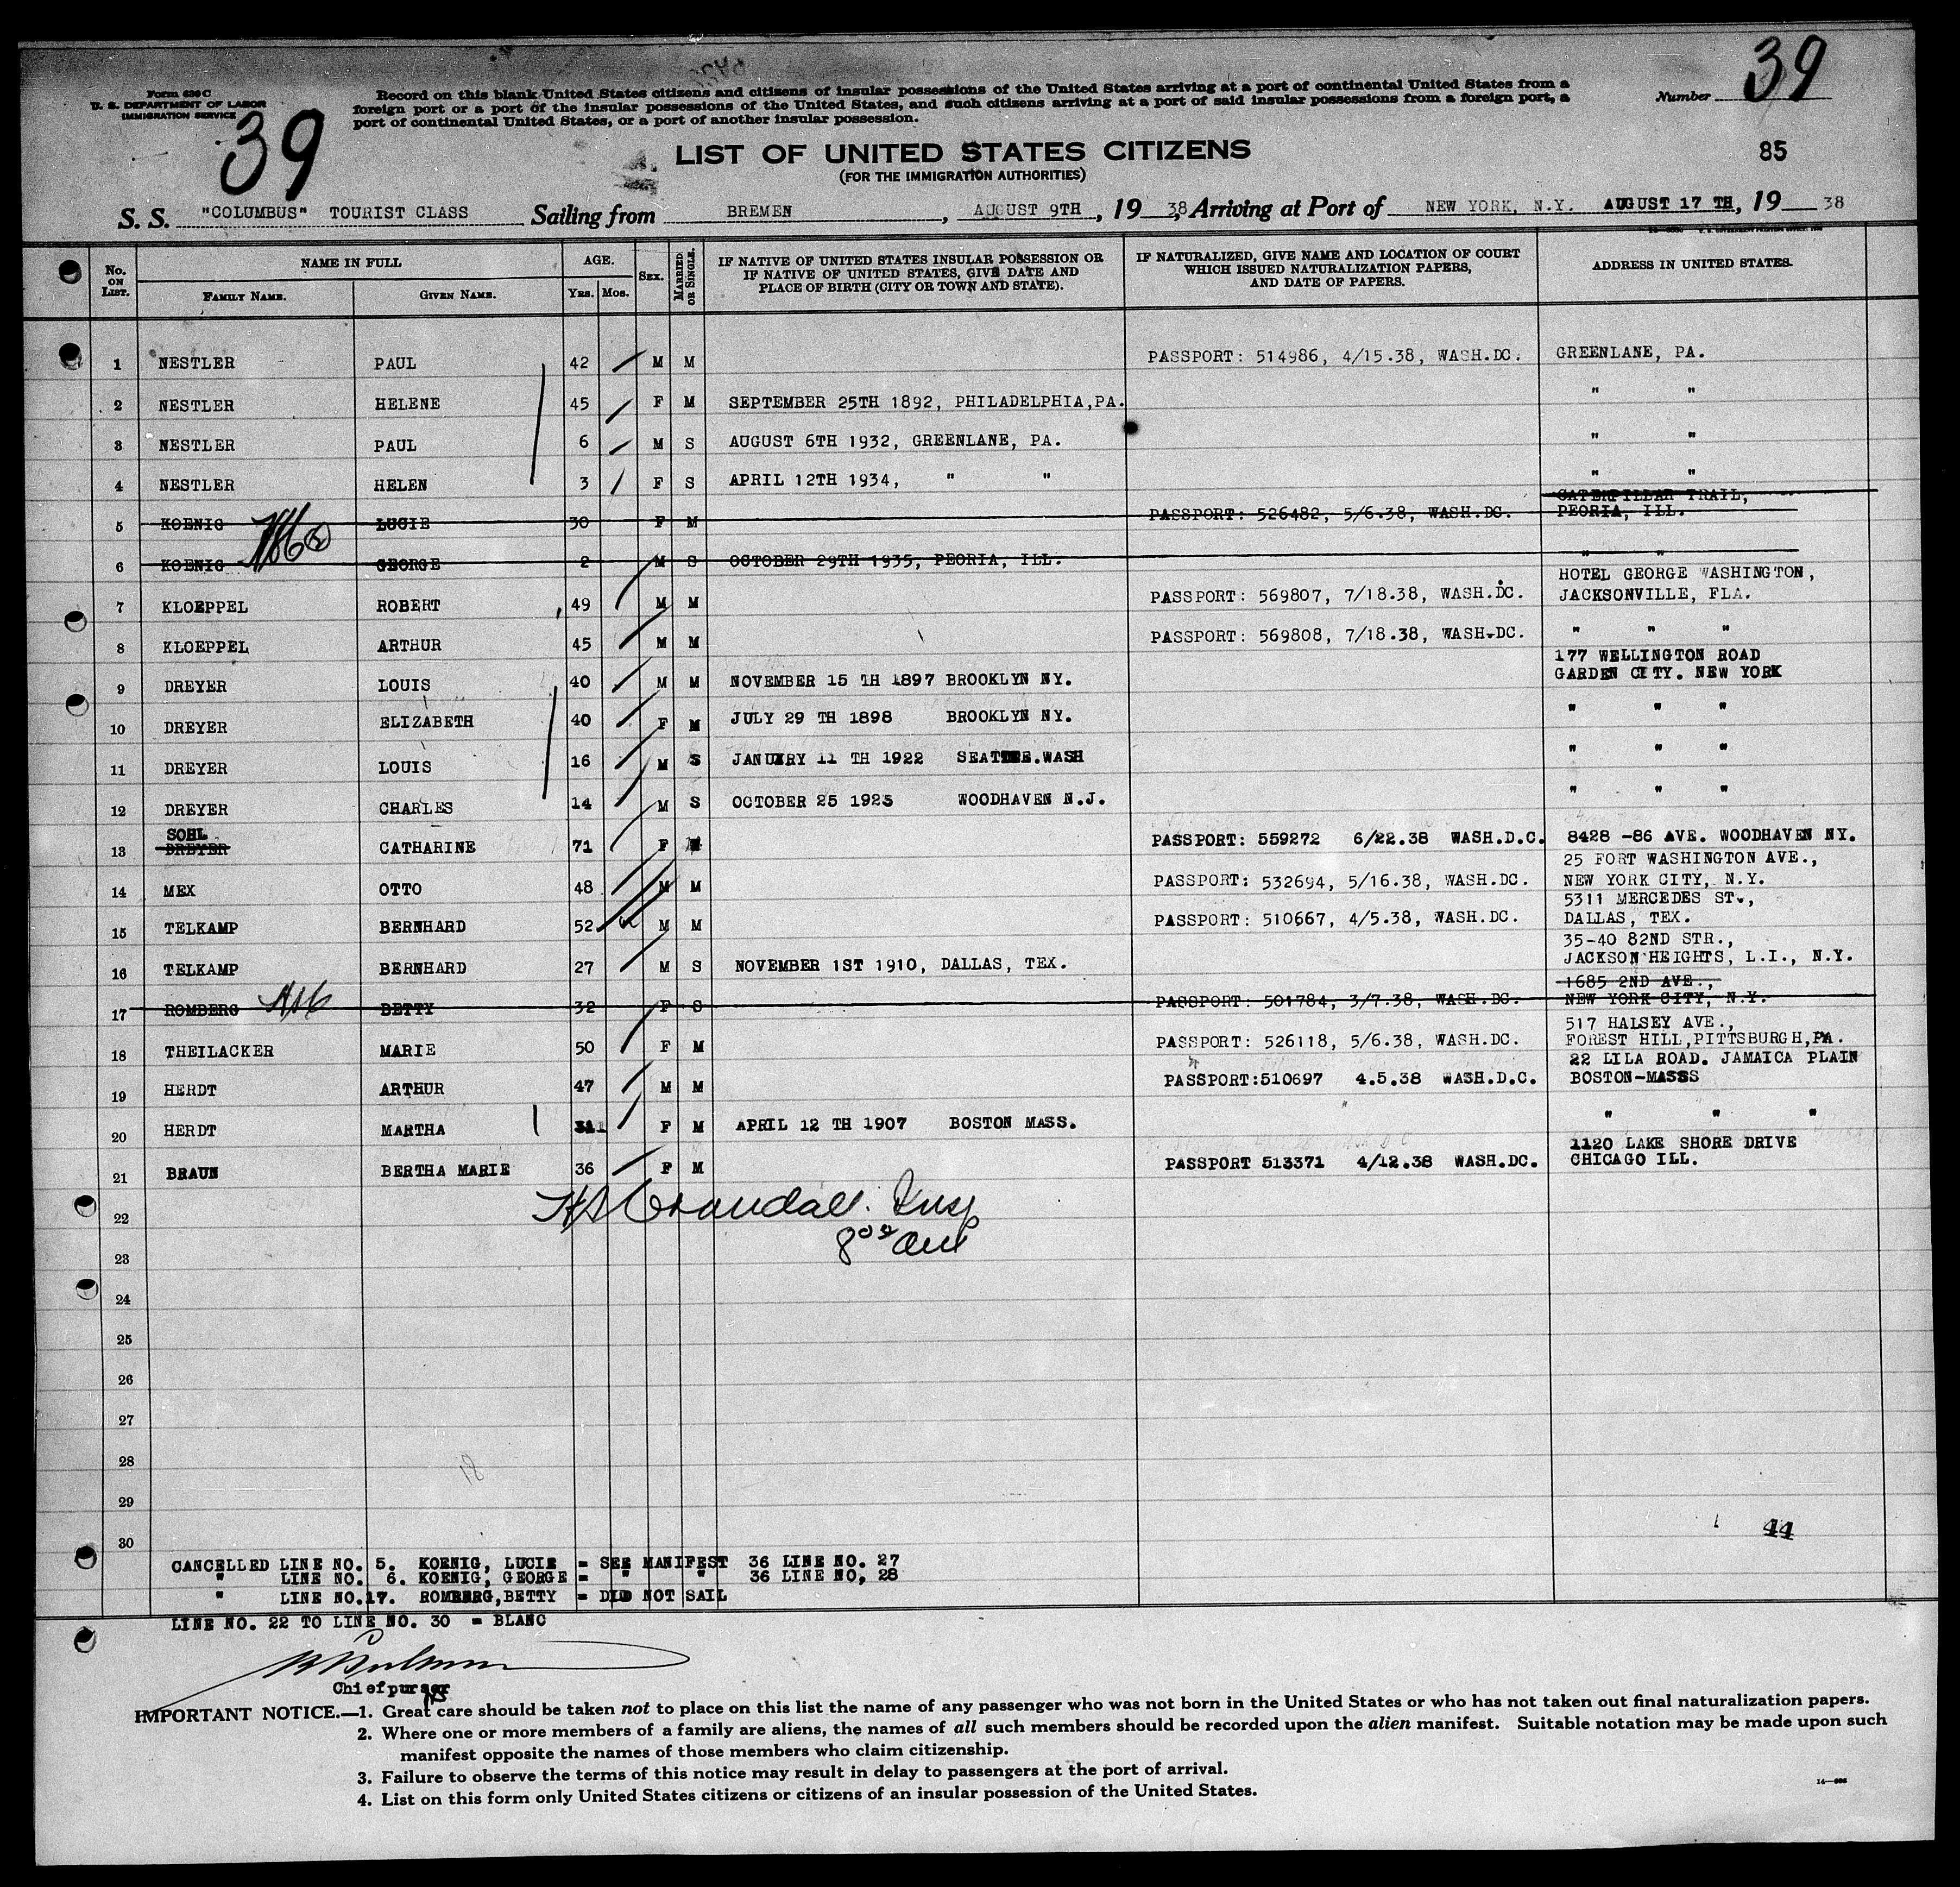 Form 630 C
U. S. DEPARTMENT OF LABOR
IMMIGRATION SERVICE
39
Record on this blank United States citizens and citizens of insular possessions of the United States arriving at a port of continental United States from a
foreign port or a port of the insular possessions of the United States, and such citizens arriving at a port of said insular possessions from a foreign port, a
port of continental United States, or a port of another insular possession.
Number 39
LIST OF UNITED STATES CITIZENS
85
(FOR THE IMMIGRATION AUTHORITIES)
S. S. "COLUMBUS" TOURIST CLASS Sailing from BREMEN, AUGUST 9TH, 1938, Arriving at Port of NEW YORK, N.Y. AUGUST 17 TH, 1938
No. ON LIST. NAME IN FULL FAMILY NAME. GIVEN NAME. AGE. YRS. MOS. SEX. MARRIED OR SINGLE. IF NATIVE OF UNITED STATES INSULAR POSSESSION OR IF NATIVE OF UNITED STATES, GIVE DATE AND PLACE OF BIRTH (CITY OR TOWN AND STATE). IF NATURALIZED, GIVE NAME AND LOCATION OF COURT WHICH ISSUED NATURALIZATION PAPERS, AND DATE OF PAPERS. ADDRESS IN UNITED STATES.
1 NESTLER PAUL 42 M M PASSPORT: 514986, 4/15.38, WASH.DC. GREENLANE, PA.
2 NESTLER HELENE 45 F M SEPTEMBER 25TH 1892, PHILADELPHIA,PA. " "
3 NESTLER PAUL 6 M S AUGUST 6TH 1932, GREENLANE, PA. " "
4 NESTLER HELEN 3 F S APRIL 12TH 1934, " " " "
5 KOENIG LUCIE 30 F M PASSPORT: 526482, 5/6.38, WASH.DC. CATERPILLAR TRAIL,
PEORIA, ILL.
6 KOENIG GEORGE 2 M S OCTOBER 29TH 1935, PEORIA, ILL. " "
7 KLOEPPEL ROBERT 49 M M PASSPORT: 569807, 7/18.38, WASH.DC. HOTEL GEORGE WASHINGTON,
JACKSONVILLE, FLA.
8 KLOEPPEL ARTHUR 45 M M PASSPORT: 569808, 7/18.38, WASH.DC. " " "
9 DREYER LOUIS 40 M M NOVEMBER 15 TH 1897 BROOKLYN NY. 177 WELLINGTON ROAD
GARDEN CITY. NEW YORK
10 DREYER ELIZABETH 40 F M JULY 29 TH 1898 BROOKLYN NY. " " "
11 DREYER LOUIS 16 M S JANUARY 11 TH 1922 SEATTLE.WASH " " "
12 DREYER CHARLES 14 M S OCTOBER 25 1923 WOODHAVEN N.J. " " "
SOHL
13 DREYER CATHARINE 71 F PASSPORT: 559272 6/22.38 WASH.D.C. 8428 -86 AVE. WOODHAVEN NY.
14 MEX OTTO 48 M M PASSPORT: 532694, 5/16.38, WASH.DC. 25 FORT WASHINGTON AVE.,
NEW YORK CITY, N.Y.
15 TELKAMP BERNHARD 52 M M PASSPORT: 510667, 4/5.38, WASH.DC. 5311 MERCEDES ST.,
DALLAS, TEX.
16 TELKAMP BERNHARD 27 M S NOVEMBER 1ST 1910, DALLAS, TEX. 35-40 82ND STR.,
JACKSON HEIGHTS, L.I., N.Y.
17 ROMBERG BETTY 32 F S PASSPORT: 501784, 3/7.38, WASH.DC. 1685 2ND AVE.,
NEW YORK CITY, N.Y.
18 THEILACKER MARIE 50 F M PASSPORT: 526118, 5/6.38, WASH.DC. 517 HALSEY AVE.,
FOREST HILL,PITTSBURGH,PA.
19 HERDT ARTHUR 47 M M PASSPORT:510697 4.5.38 WASH.D.C. 22 LILA ROAD. JAMAICA PLAIN
BOSTON-MASSS
20 HERDT MARTHA 31 F M APRIL 12 TH 1907 BOSTON MASS. " " "
21 BRAUN BERTHA MARIE 36 F M PASSPORT 513371 4/12.38 WASH.DC. 1120 LAKE SHORE DRIVE
CHICAGO ILL.
22
Crandall. Insp
23
24
25
26
27
28
29
30
44
CANCELLED LINE NO. 5. KOENIG, LUCIE = SEE MANIFEST 36 LINE NO. 27
" LINE NO. 6. KOENIG, GEORGE = " " 36 LINE NO, 28
" LINE NO.17. ROMBERG,BETTY = DID NOT SAIL
LINE NO. 22 TO LINE NO. 30 = BLANC
Chiefpurser
IMPORTANT NOTICE.—1. Great care should be taken not to place on this list the name of any passenger who was not born in the United States or who has not taken out final naturalization papers.
2. Where one or more members of a family are aliens, the names of all such members should be recorded upon the alien manifest. Suitable notation may be made upon such
manifest opposite the names of those members who claim citizenship.
3. Failure to observe the terms of this notice may result in delay to passengers at the port of arrival.
4. List on this form only United States citizens or citizens of an insular possession of the United States.